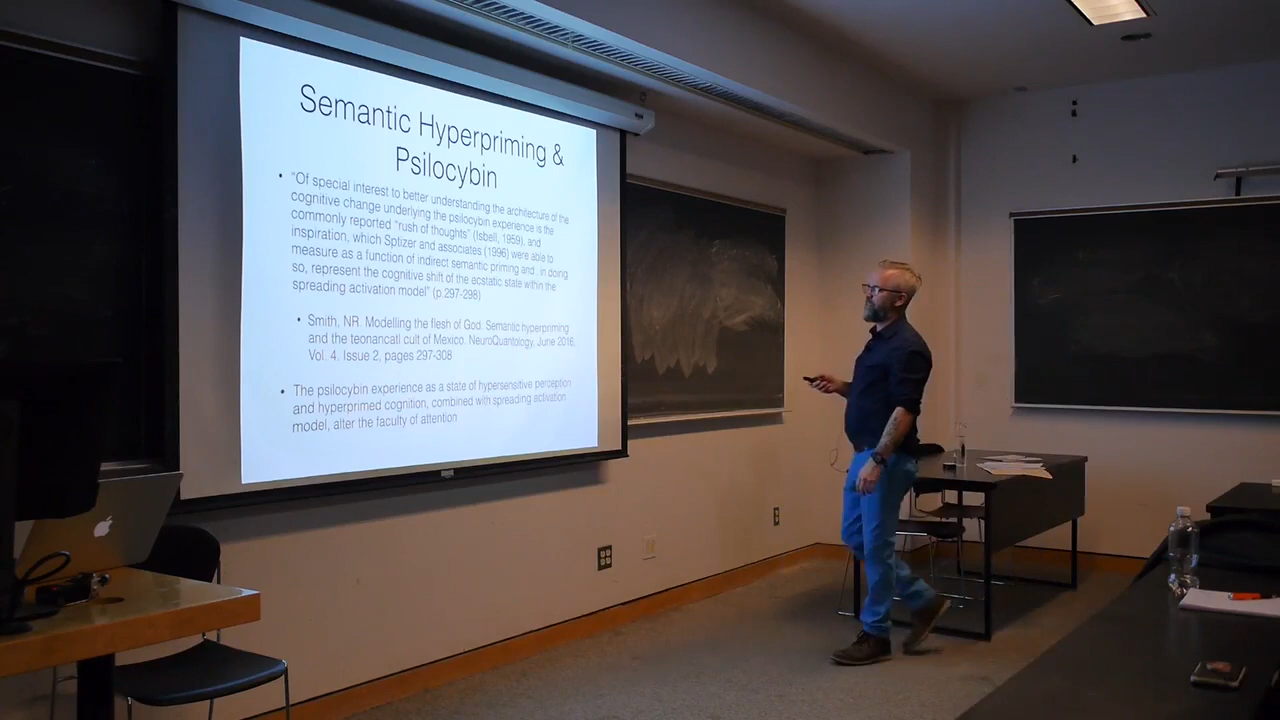 Semantic Hyperpriming &
Psilocybin
• "Of special interest to better understanding the architecture of the
cognitive change underlying the psilocybin experience is the
commonly reported "rush of thoughts" (Isbell, 1959), and
inspiration, which Sptizer and associates (1996) were able to
measure as a function of indirect semantic priming and , in doing
so, represent the cognitive shift of the ecstatic state within the
spreading activation model" (p.297-298)
• Smith, NR. Modelling the flesh of God: Semantic hyperpriming
and the teonancatl cult of Mexico. NeuroQuantology, June 2016,
Vol. 4, Issue 2, pages 297-308
• The psilocybin experience as a state of hypersensitive perception
and hyperprimed cognition, combined with spreading activation
model, alter the faculty of attention